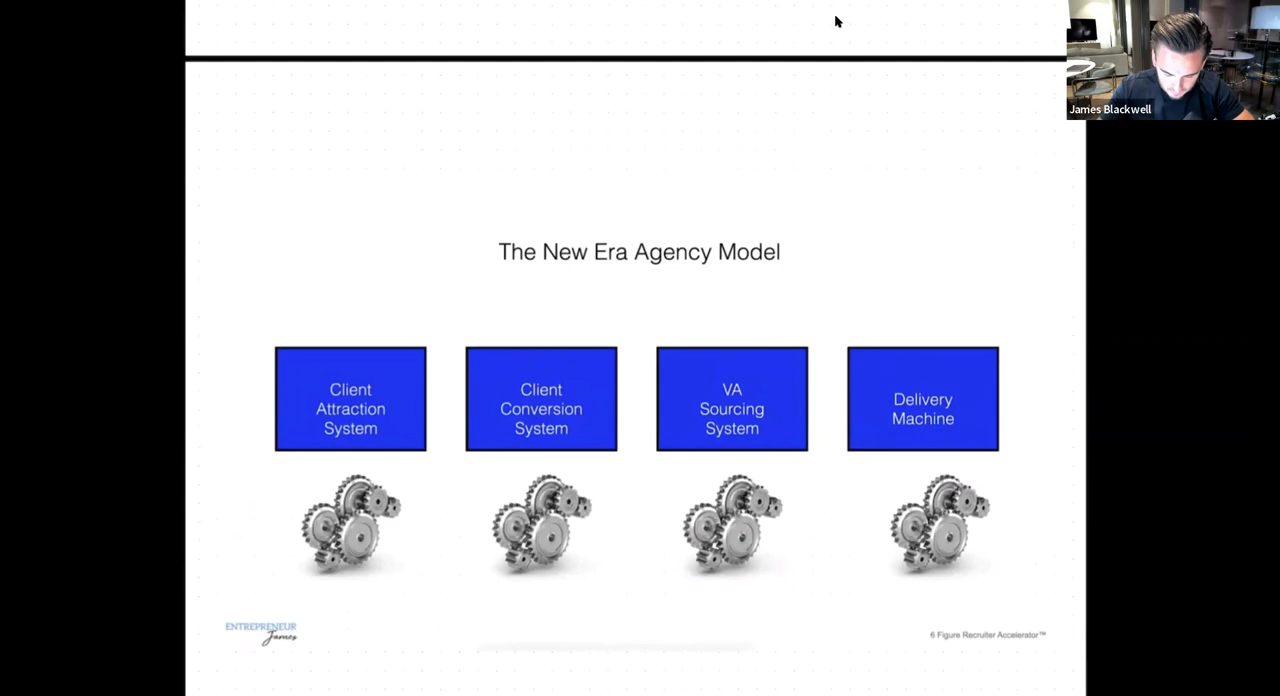 James Blackwell
The New Era Agency Model
Client
Attraction
System
Client
Conversion
System
VA
Sourcing
System
Delivery
Machine
ENTREPRENEUR
James
6 Figure Recruiter Accelerator™